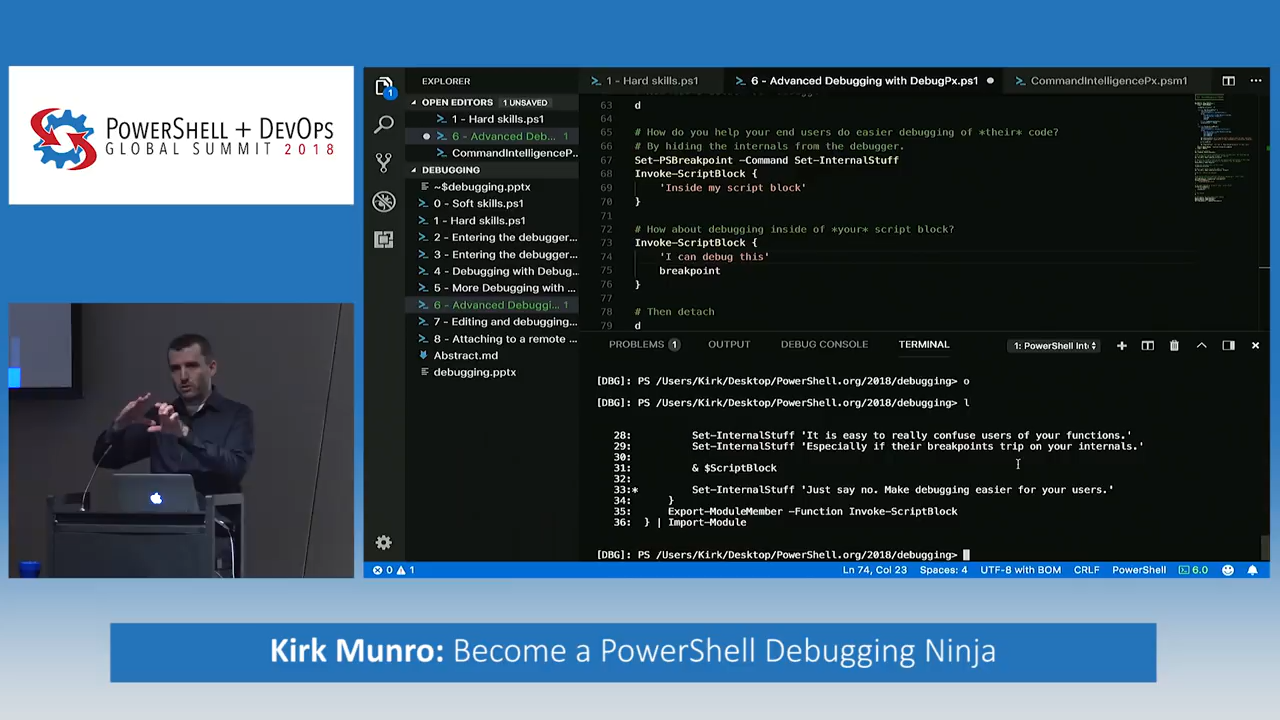 POWERSHELL + DEVOPS
GLOBAL SUMMIT 2018
EXPLORER
OPEN EDITORS 1 UNSAVED
1 - Hard skills.ps1
6 - Advanced Deb... 1
CommandIntelligenceP...
DEBUGGING
~$debugging.pptx
0 - Soft skills.ps1
1 - Hard skills.ps1
2 - Entering the debugger...
3 - Entering the debugger...
4 - Debugging with Debug...
5 - More Debugging with ...
6 - Advanced Debuggi... 1
7 - Editing and debugging...
8 - Attaching to a remote ...
Abstract.md
debugging.pptx
1 - Hard skills.ps1
6 - Advanced Debugging with DebugPx.ps1
CommandIntelligencePx.psm1
63 d
64
65 # How do you help your end users do easier debugging of *their* code?
66 # By hiding the internals from the debugger.
67 Set-PSBreakpoint -Command Set-InternalStuff
68 Invoke-ScriptBlock {
69 'Inside my script block'
70 }
71
72 # How about debugging inside of *your* script block?
73 Invoke-ScriptBlock {
74 'I can debug this'
75 breakpoint
76 }
77
78 # Then detach
79 d
PROBLEMS 1 OUTPUT DEBUG CONSOLE TERMINAL 1: PowerShell Int
[DBG]: PS /Users/Kirk/Desktop/PowerShell.org/2018/debugging> o
[DBG]: PS /Users/Kirk/Desktop/PowerShell.org/2018/debugging> l
28: Set-InternalStuff 'It is easy to really confuse users of your functions.'
29: Set-InternalStuff 'Especially if their breakpoints trip on your internals.'
30:
31: & $ScriptBlock
32:
33:* Set-InternalStuff 'Just say no. Make debugging easier for your users.'
34: }
35: Export-ModuleMember -Function Invoke-ScriptBlock
36: } | Import-Module
[DBG]: PS /Users/Kirk/Desktop/PowerShell.org/2018/debugging>
0 1 Ln 74, Col 23 Spaces: 4 UTF-8 with BOM CRLF PowerShell 6.0
Kirk Munro: Become a PowerShell Debugging Ninja